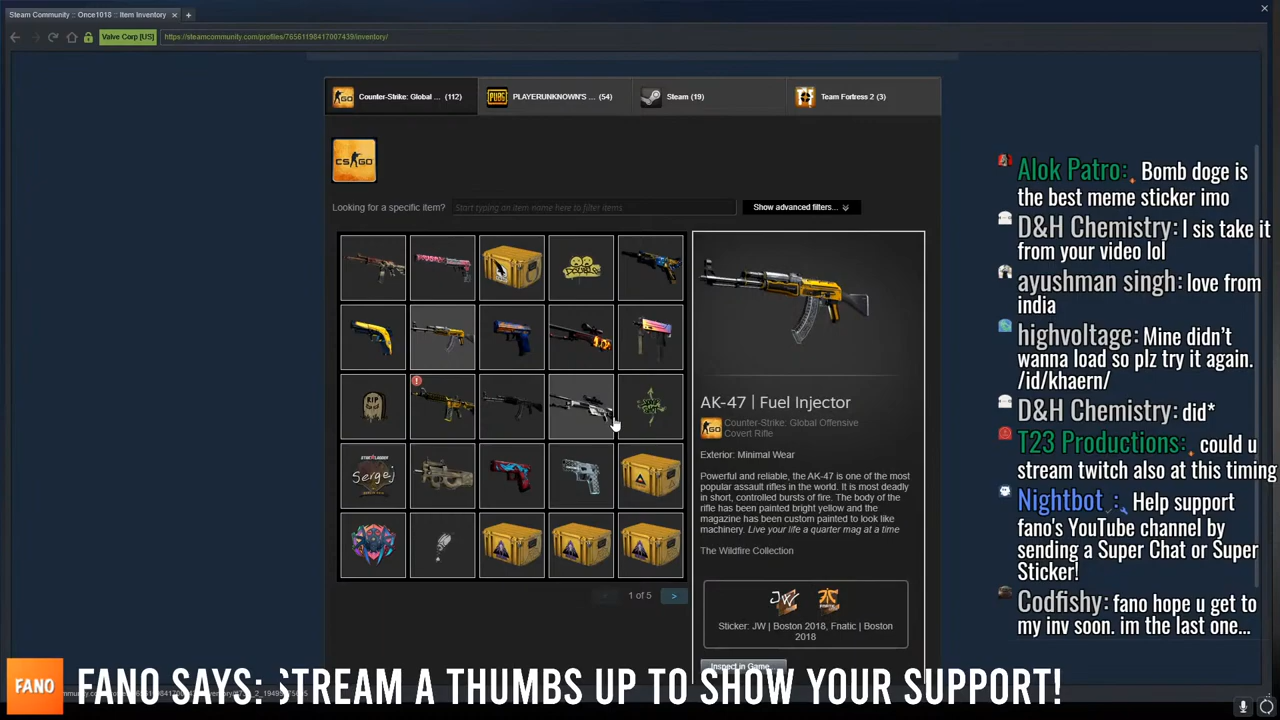 Steam Community :: Once1018 :: Item Inventory
Valve Corp [US]
https://steamcommunity.com/profiles/76561198417007439/inventory/
Counter-Strike: Global ... (112)
PLAYERUNKNOWN'S ... (54)
Steam (19)
Team Fortress 2 (3)
CS GO
Looking for a specific item?
Start typing an item name here to filter items
Show advanced filters...
AK-47 | Fuel Injector
Counter-Strike: Global Offensive
Covert Rifle
Exterior: Minimal Wear
Powerful and reliable, the AK-47 is one of the most
popular assault rifles in the world. It is most deadly
in short, controlled bursts of fire. The body of the
rifle has been painted bright yellow and the
magazine has been custom painted to look like
machinery. Live your life a quarter mag at a time
The Wildfire Collection
Sticker: JW | Boston 2018, Fnatic | Boston
2018
Inspect in Game...
1 of 5
Alok Patro: Bomb doge is
the best meme sticker imo
D&H Chemistry: I sis take it
from your video lol
ayushman singh: love from
india
highvoltage: Mine didn't
wanna load so plz try it again.
/id/khaern/
D&H Chemistry: did*
T23 Productions: could u
stream twitch also at this timing
Nightbot : Help support
fano's YouTube channel by
sending a Super Chat or Super
Sticker!
Codfishy: fano hope u get to
my inv soon. im the last one...
FANO
FANO SAYS: STREAM A THUMBS UP TO SHOW YOUR SUPPORT!